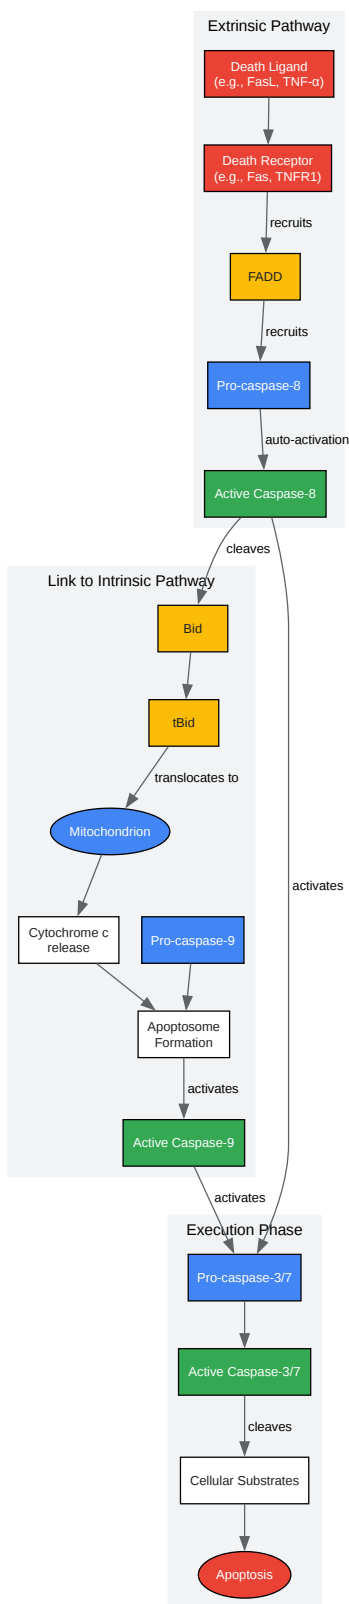 Extrinsic Pathway
Death Ligand
(e.g., FasL, TNF-α)
Death Receptor
(e.g., Fas, TNFR1)
recruits
FADD
recruits
Pro-caspase-8
auto-activation
Active Caspase-8
cleaves
Link to Intrinsic Pathway
Bid
tBid
translocates to
Mitochondrion
activates
Cytochrome c
release
Pro-caspase-9
Apoptosome
Formation
activates
Active Caspase-9
activates
Execution Phase
Pro-caspase-3/7
Active Caspase-3/7
cleaves
Cellular Substrates
Apoptosis